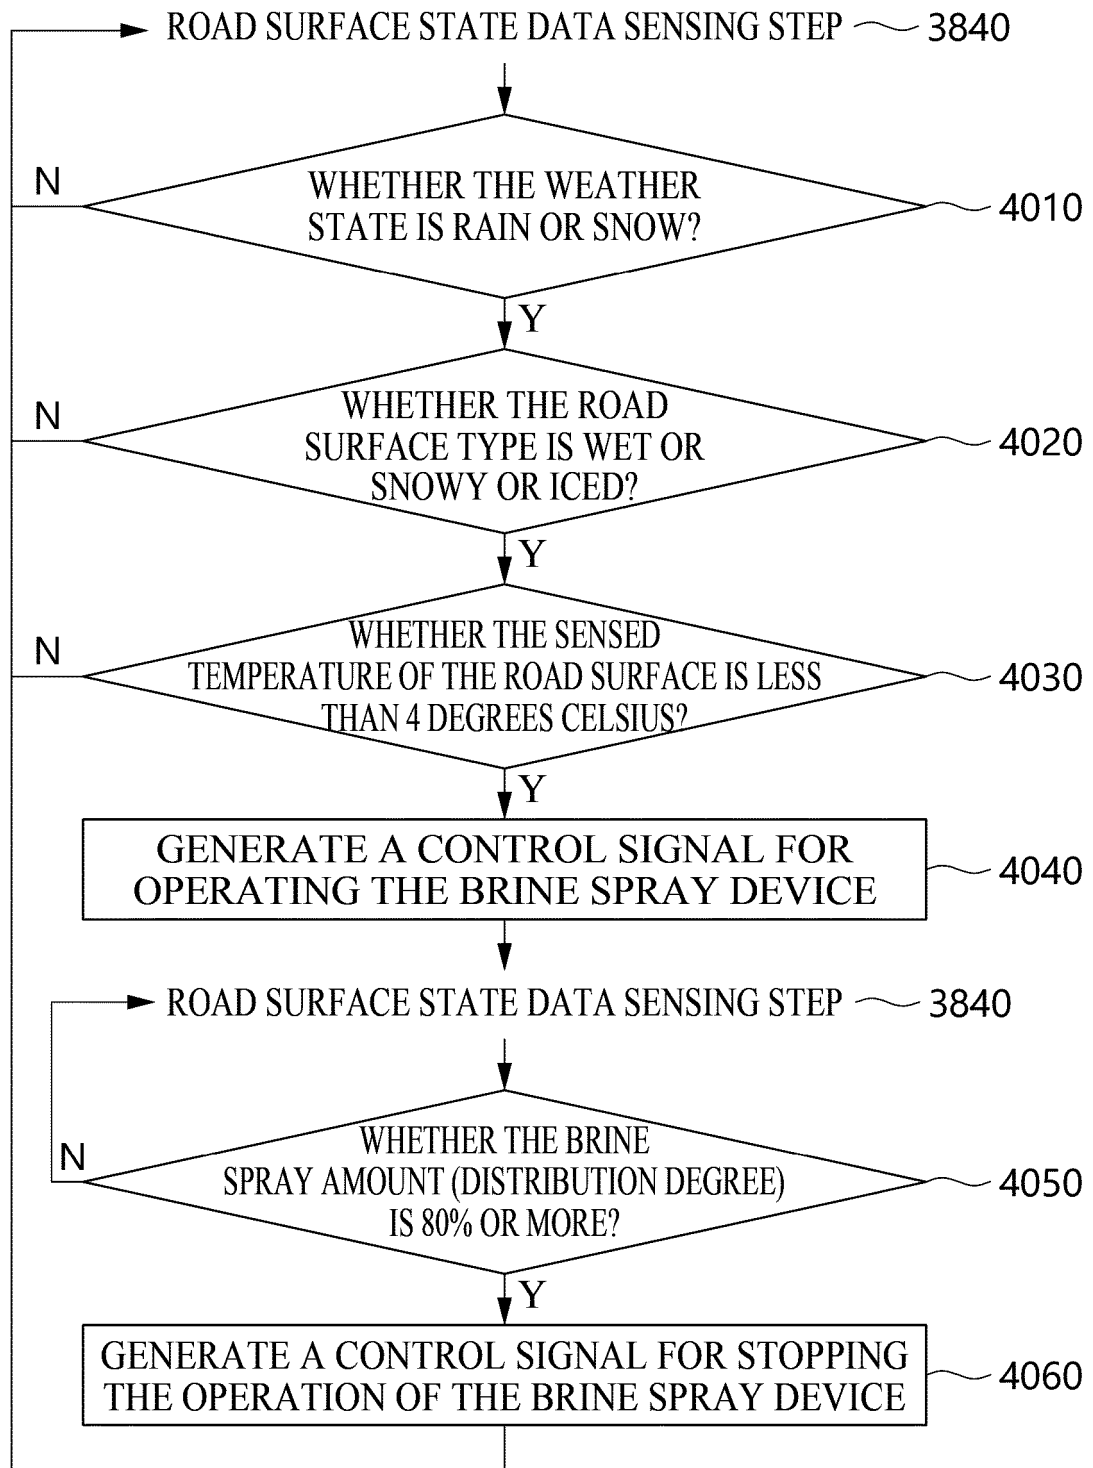 ROAD SURFACE STATE DATA SENSING STEP 3840
N
WHETHER THE WEATHER
STATE IS RAIN OR SNOW?
4010
Y
N
WHETHER THE ROAD
SURFACE TYPE IS WET OR
SNOWY OR ICED?
4020
Y
N
WHETHER THE SENSED
TEMPERATURE OF THE ROAD SURFACE IS LESS
THAN 4 DEGREES CELSIUS?
4030
Y
GENERATE A CONTROL SIGNAL FOR
OPERATING THE BRINE SPRAY DEVICE
4040
ROAD SURFACE STATE DATA SENSING STEP 3840
N
WHETHER THE BRINE
SPRAY AMOUNT (DISTRIBUTION DEGREE)
IS 80% OR MORE?
4050
Y
GENERATE A CONTROL SIGNAL FOR STOPPING
THE OPERATION OF THE BRINE SPRAY DEVICE
4060